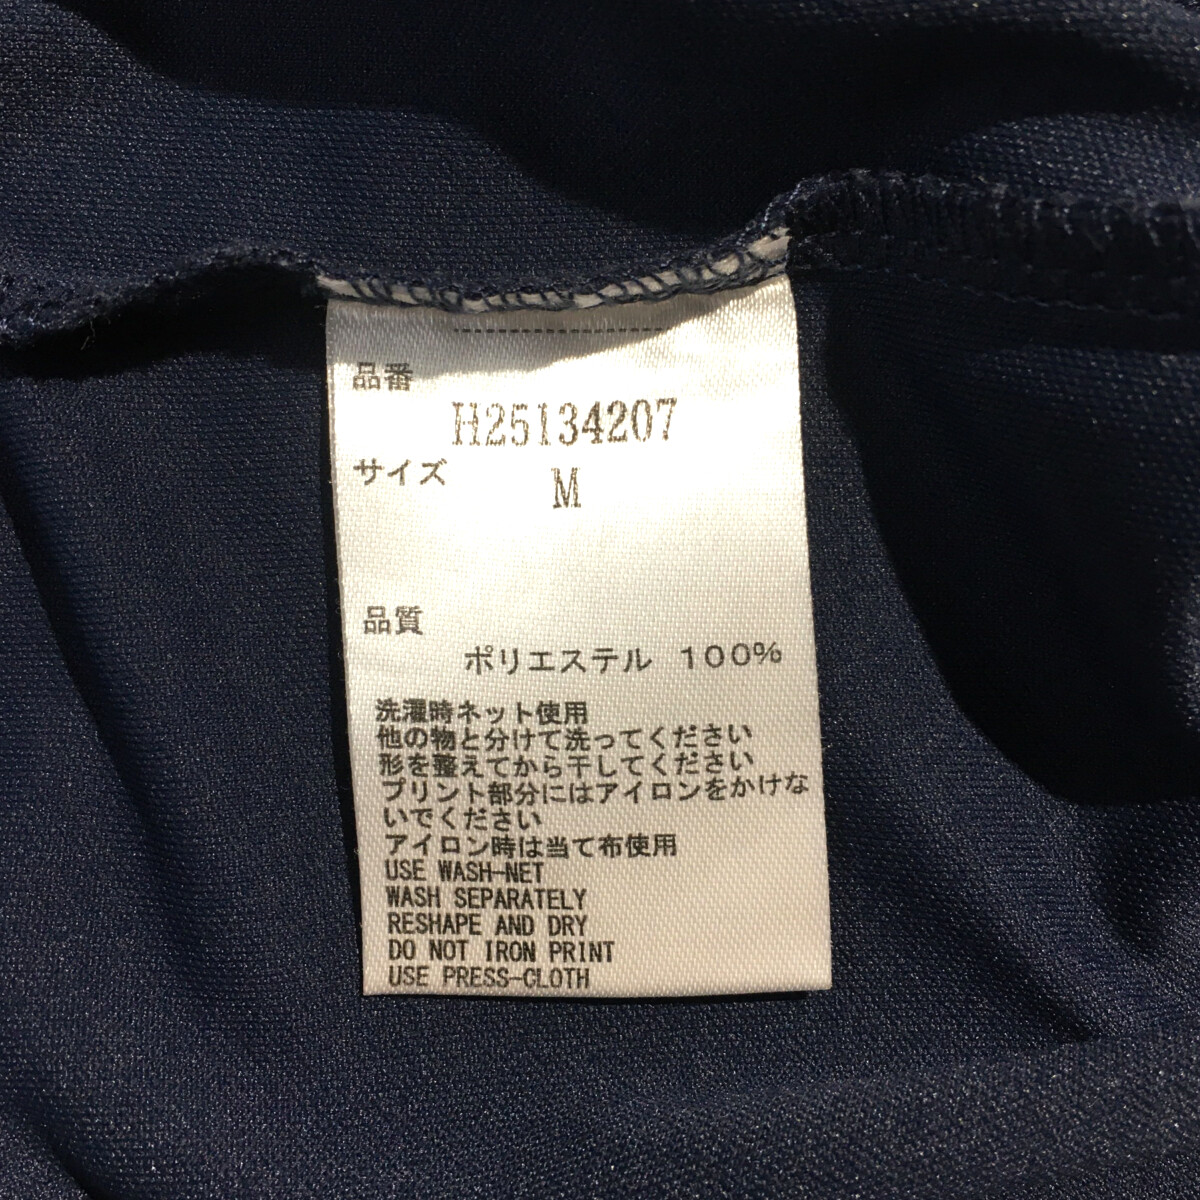 品番
H25134207
サイズ
M
品質
ポリエステル 100%
洗濯時ネット使用
他の物と分けて洗ってください
形を整えてから干してください
プリント部分にはアイロンをかけな
いでください
アイロン時は当て布使用
USE WASH-NET
WASH SEPARATELY
RESHAPE AND DRY
DO NOT IRON PRINT
USE PRESS-CLOTH